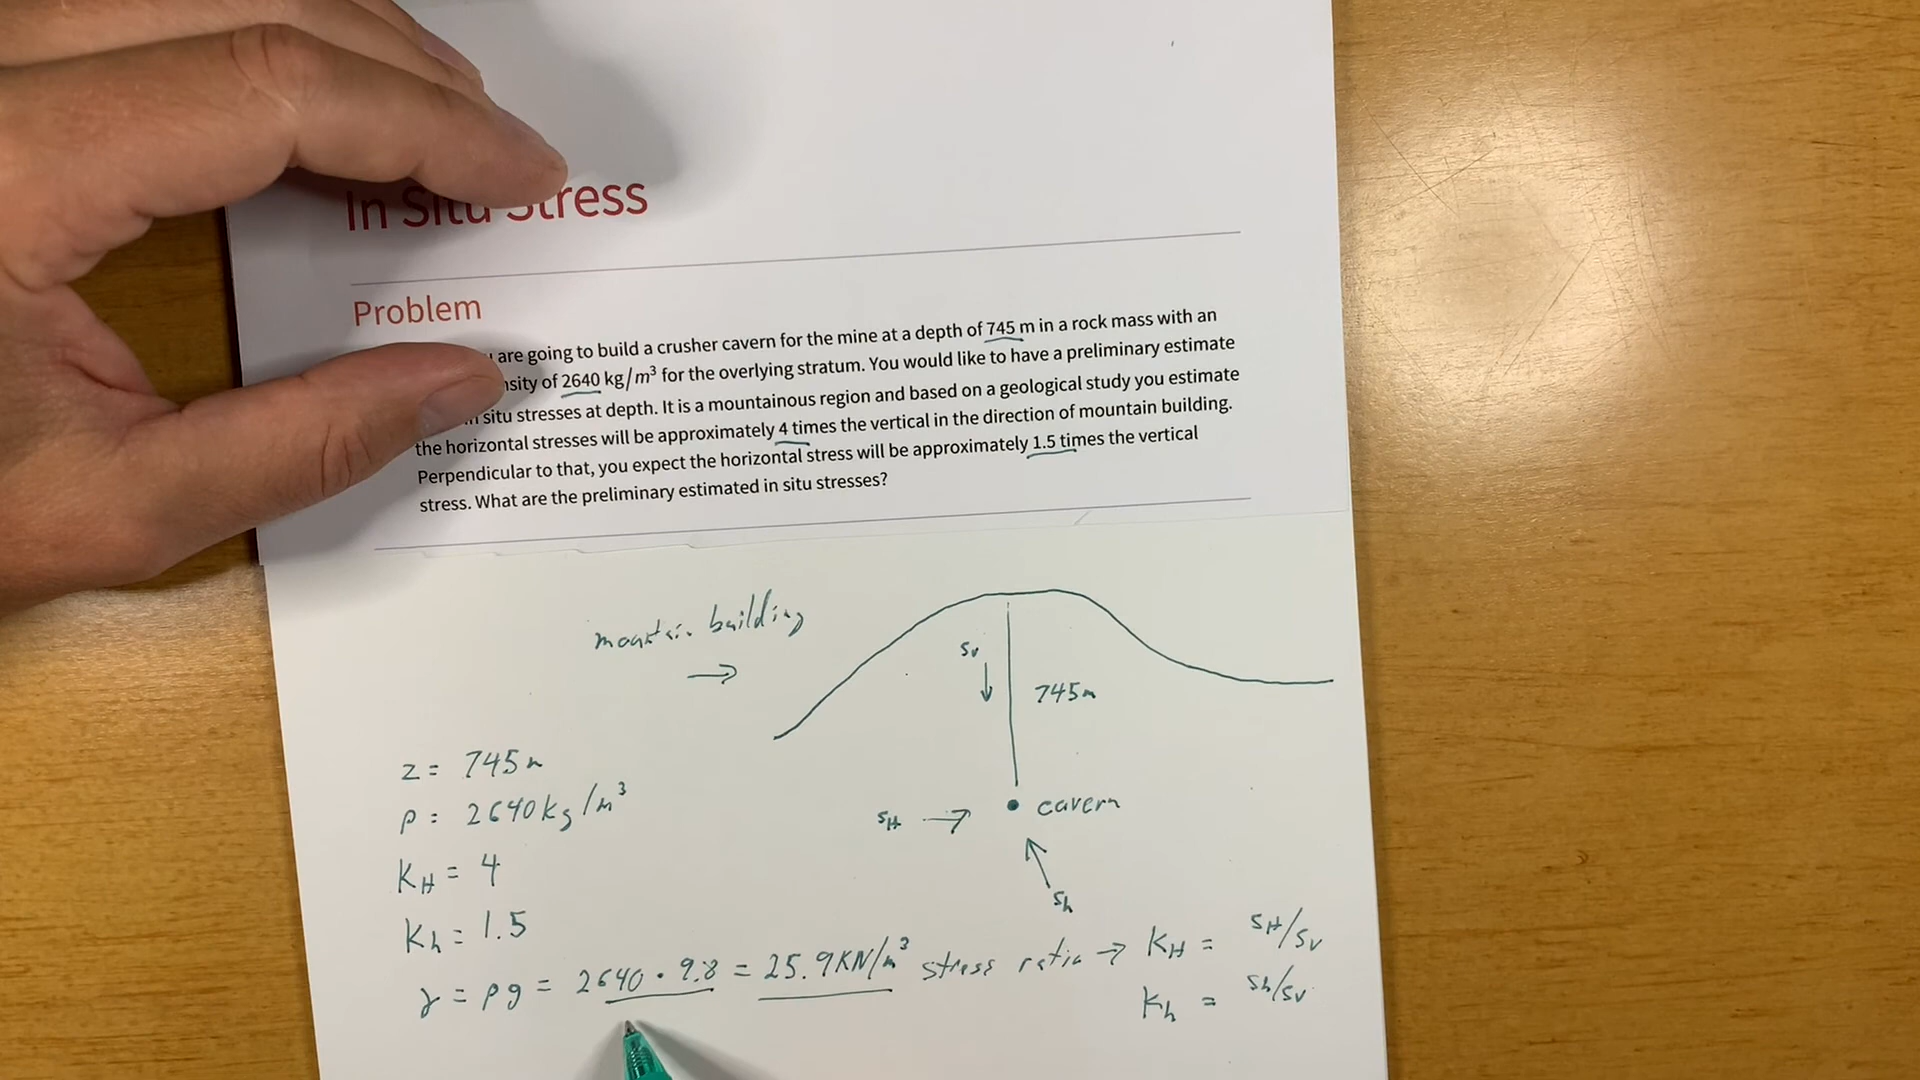 In Situ Stress
Problem
are going to build a crusher cavern for the mine at a depth of 745 m in a rock mass with an
of 2640 kg/m³ for the overlying stratum. You would like to have a preliminary estimate
situ stresses at depth. It is a mountainous region and based on a geological study you estimate
the horizontal stresses will be approximately 4 times the vertical in the direction of mountain building.
Perpendicular to that, you expect the horizontal stress will be approximately 1.5 times the vertical
stress. What are the preliminary estimated in situ stresses?
mountain building
→
Sv
↓
745m
z = 745m
ρ = 2640kg/m³
KH = 4
Kh = 1.5
γ = ρg = 2640 · 9.8 = 25.9KN/m³
SH →
cavern
Sh
stress ratio → KH = SH/Sv
Kh = Sh/Sv